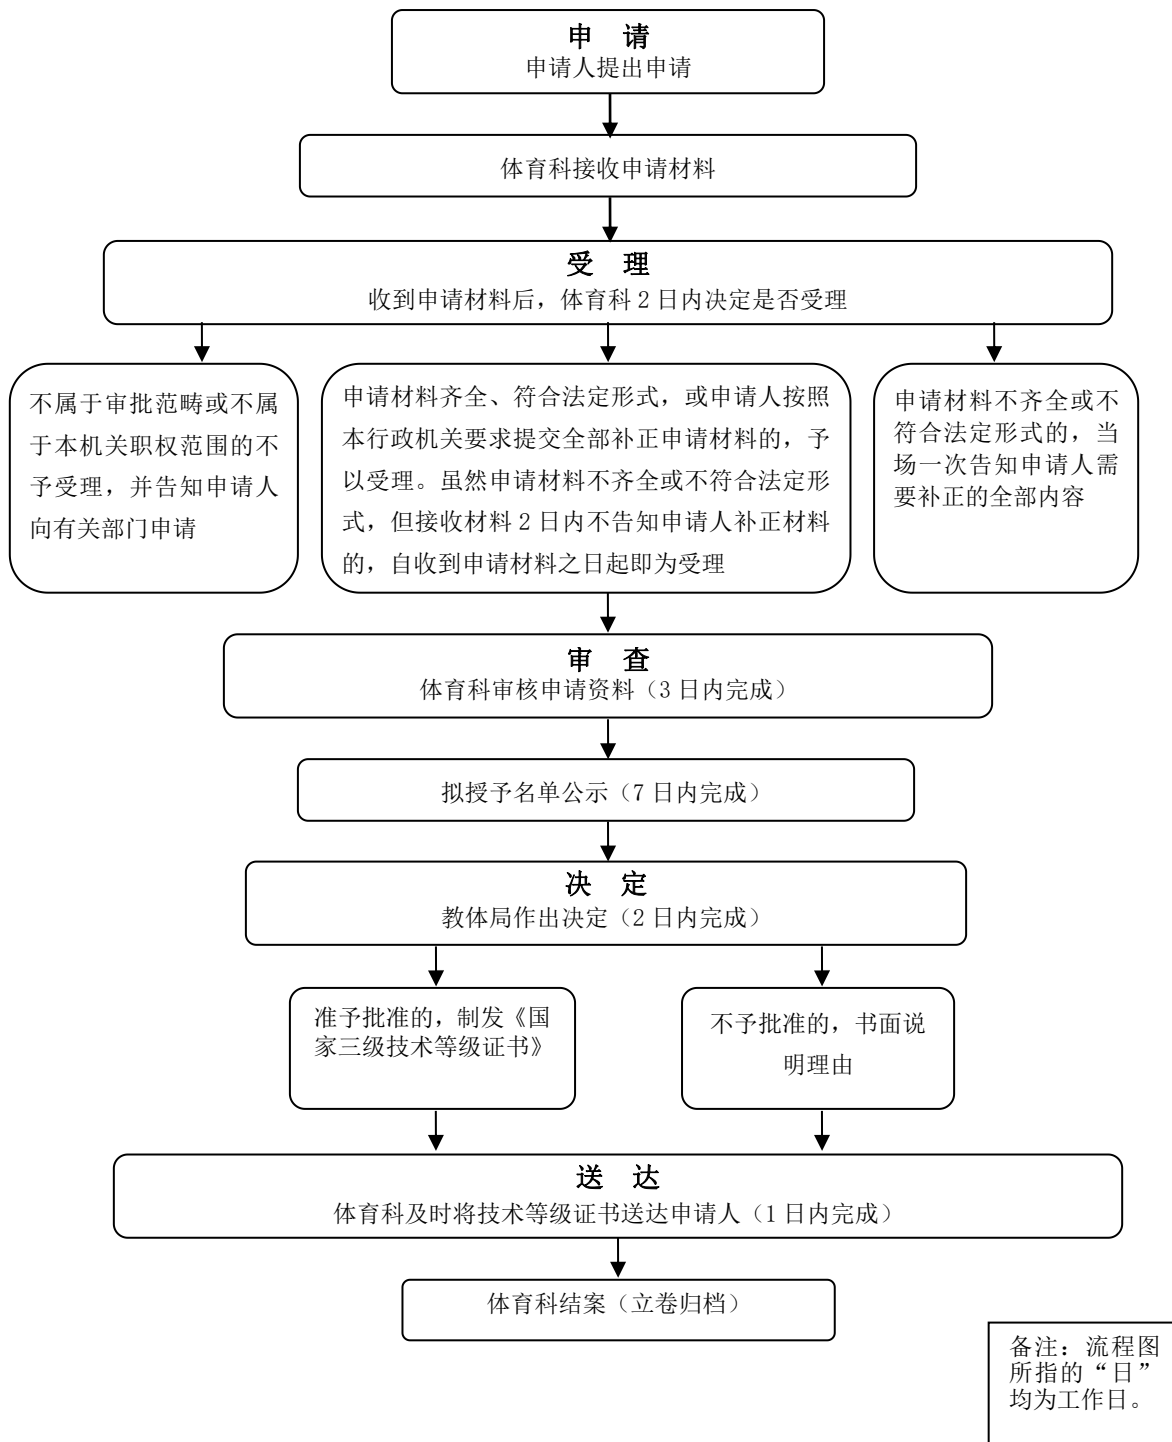 申 请
申请人提出申请
体育科接收申请材料
受 理
收到申请材料后，体育科 2 日内决定是否受理
不属于审批范畴或不属
于本机关职权范围的不
予受理，并告知申请人
向有关部门申请
申请材料齐全、符合法定形式，或申请人按照
本行政机关要求提交全部补正申请材料的，予
以受理。虽然申请材料不齐全或不符合法定形
式，但接收材料 2 日内不告知申请人补正材料
的，自收到申请材料之日起即为受理
申请材料不齐全或不
符合法定形式的，当
场一次告知申请人需
要补正的全部内容
审 查
体育科审核申请资料（3 日内完成）
拟授予名单公示（7 日内完成）
决 定
教体局作出决定（2 日内完成）
准予批准的，制发《国
家三级技术等级证书》
不予批准的，书面说
明理由
送 达
体育科及时将技术等级证书送达申请人（1 日内完成）
体育科结案（立卷归档）
备注：流程图
所指的“日”
均为工作日。